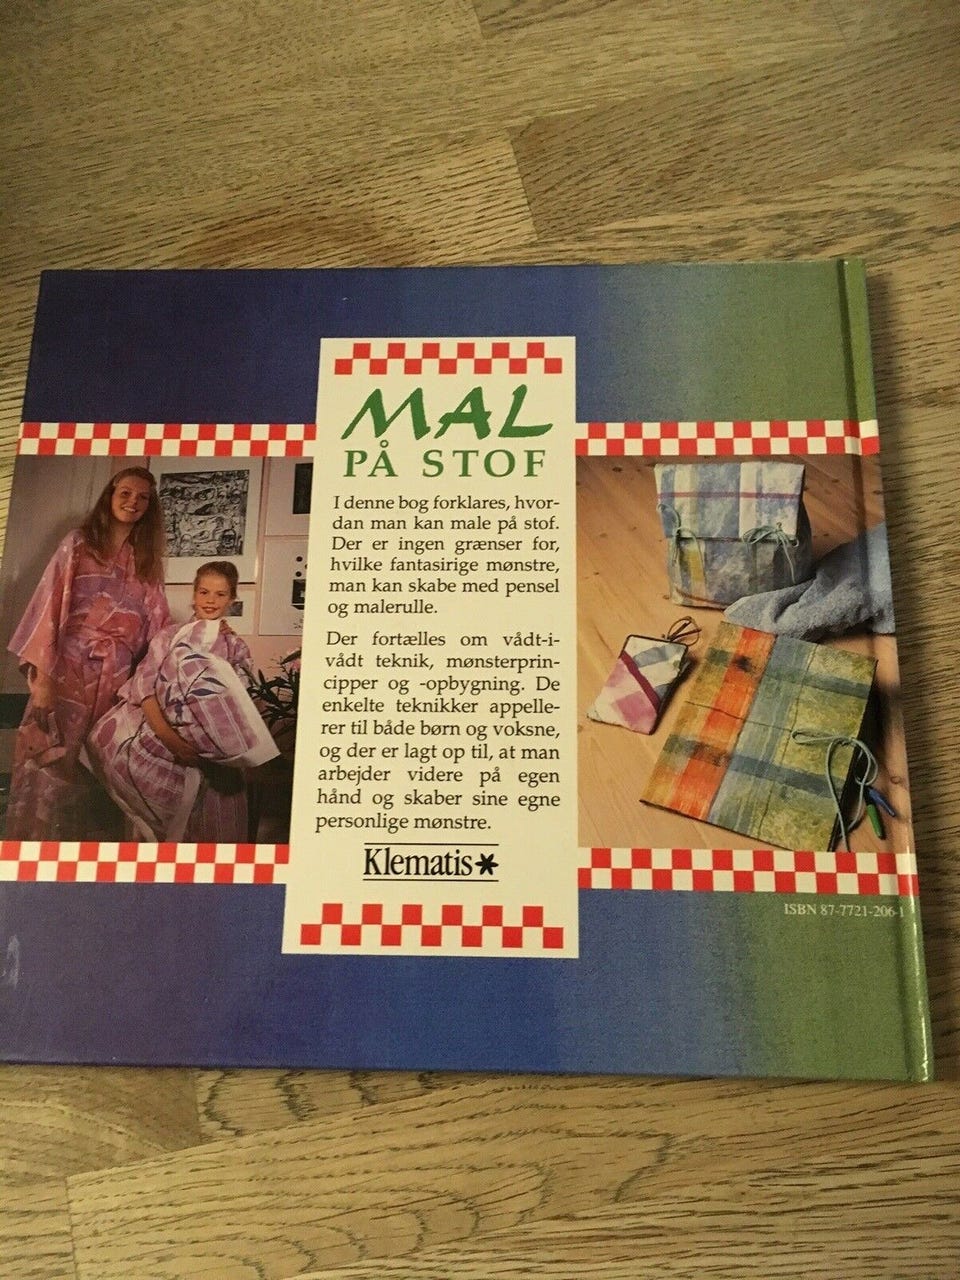 MAL
PÅ STOF
I denne bog forklares, hvor-
dan man kan male på stof.
Der er ingen grænser for,
hvilke fantasirige mønstre,
man kan skabe med pensel
og malerulle.
Der fortælles om vådt-i-
vådt teknik, mønsterprin-
cipper og -opbygning. De
enkelte teknikker appelle-
rer til både børn og voksne,
og der er lagt op til, at man
arbejder videre på egen
hånd og skaber sine egne
personlige mønstre.
Klematis
ISBN 87-7721-206-1